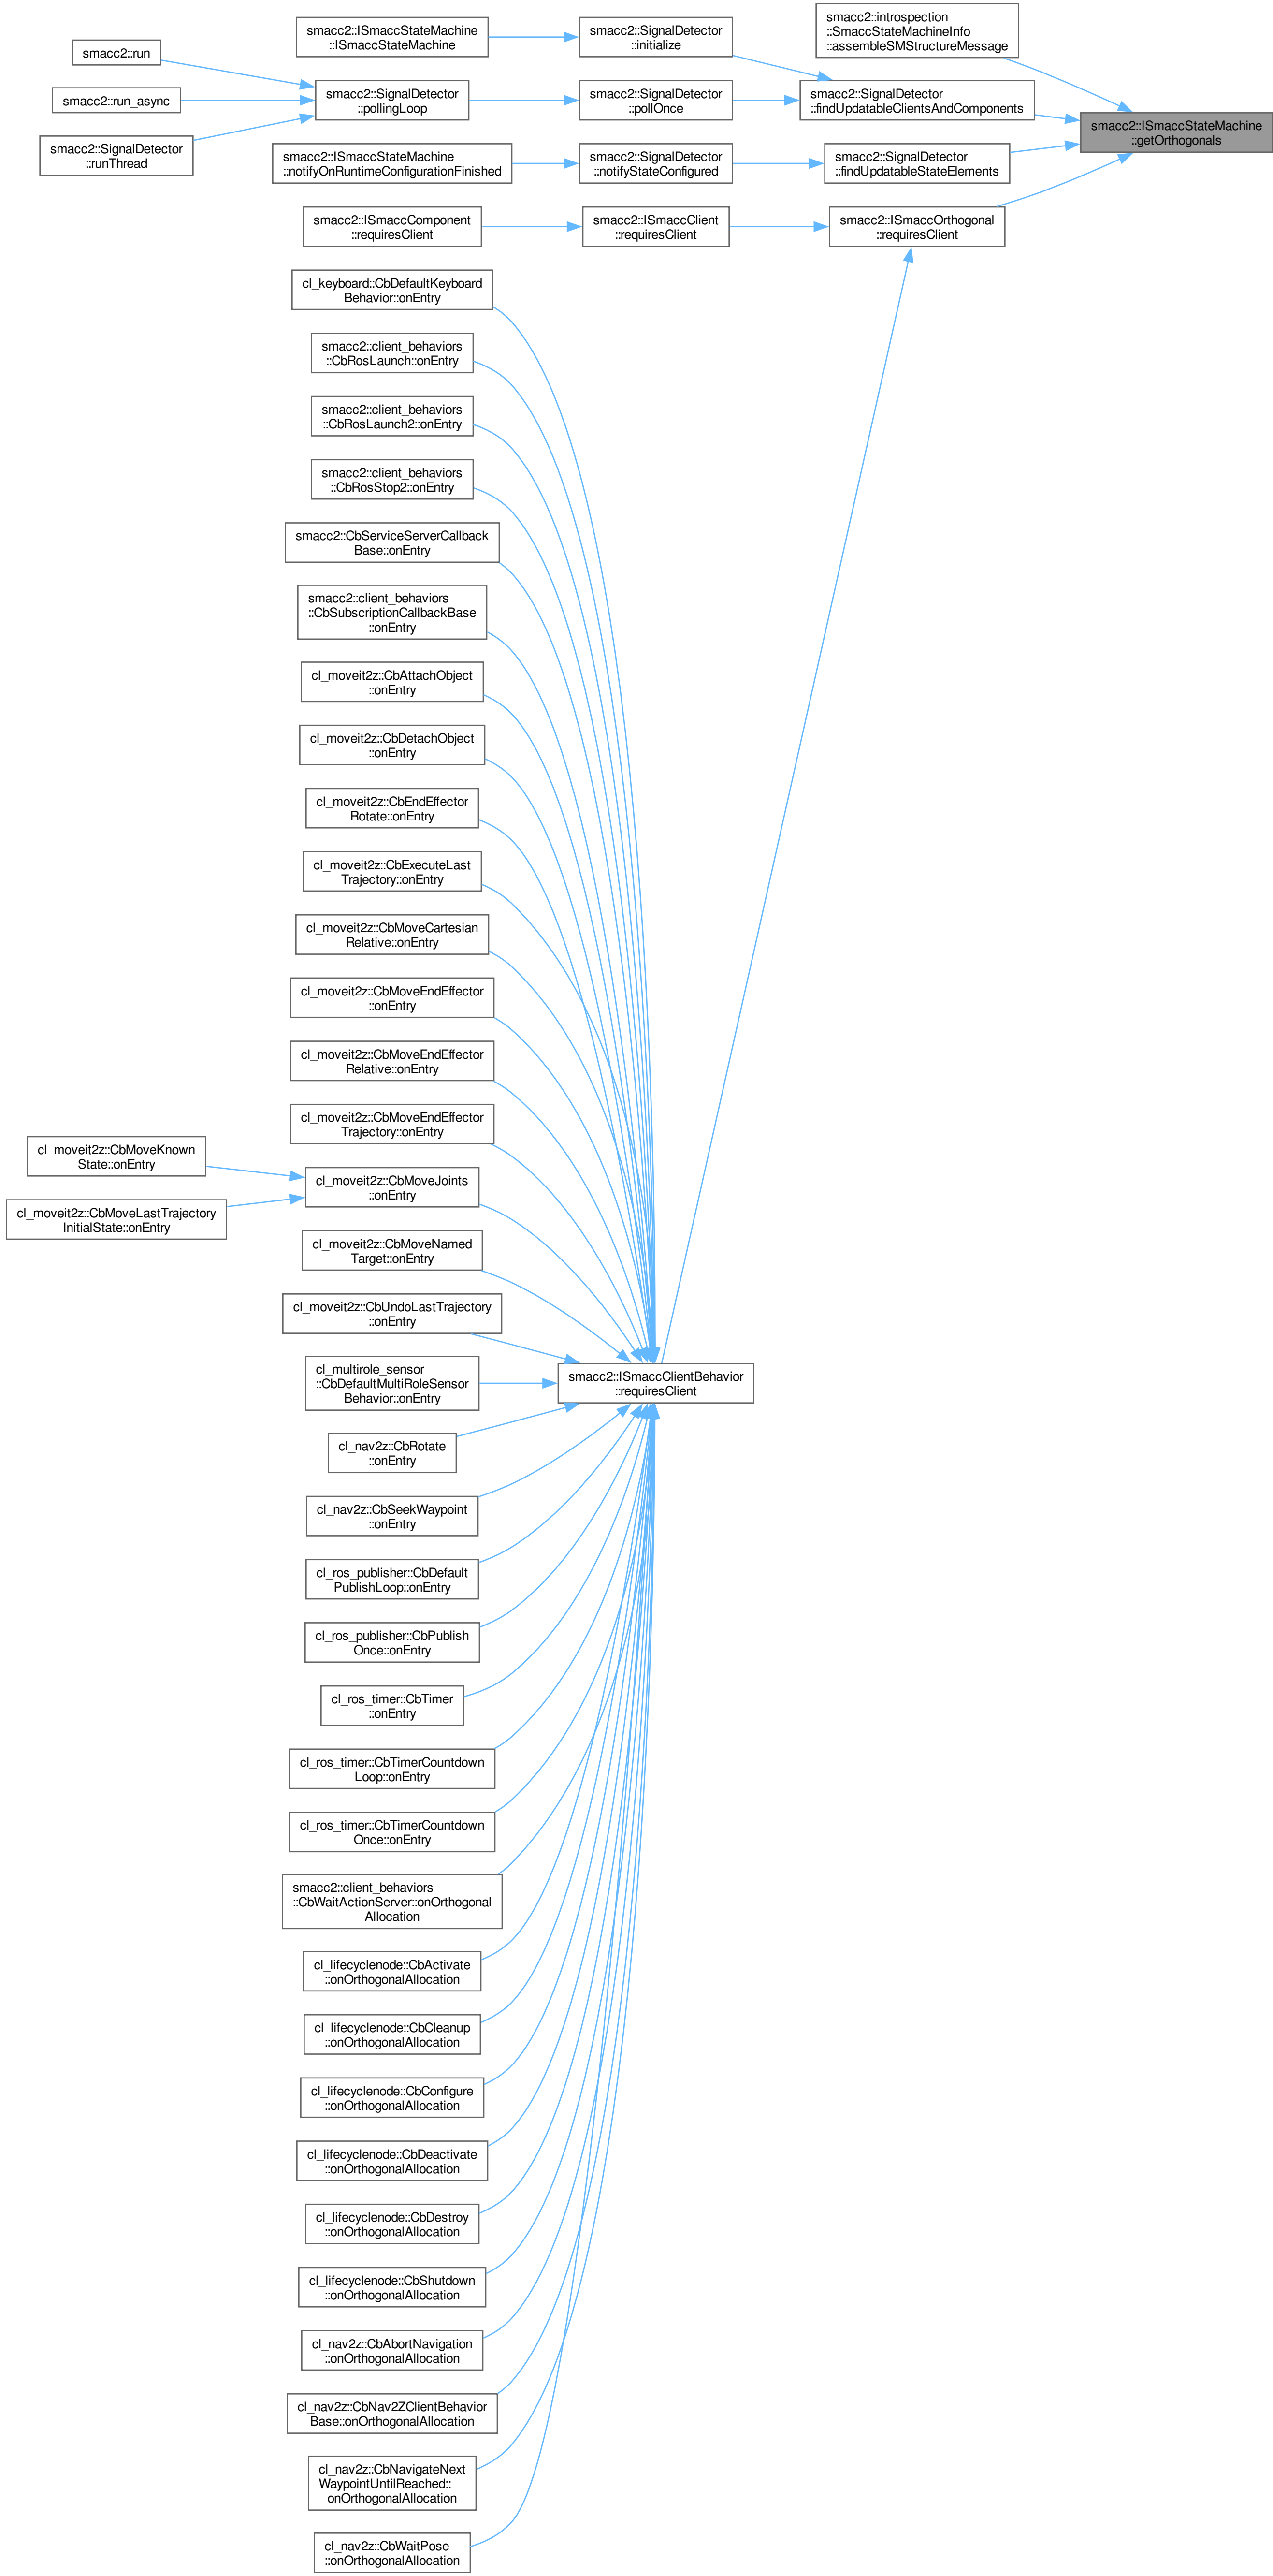 smacc2::introspection
::SmaccStateMachineInfo
::assembleSMStructureMessage
smacc2::ISmaccStateMachine
::ISmaccStateMachine
smacc2::SignalDetector
::initialize
smacc2::run
smacc2::run_async
smacc2::SignalDetector
::runThread
smacc2::SignalDetector
::pollingLoop
smacc2::SignalDetector
::pollOnce
smacc2::SignalDetector
::findUpdatableClientsAndComponents
smacc2::ISmaccStateMachine
::getOrthogonals
smacc2::ISmaccStateMachine
::notifyOnRuntimeConfigurationFinished
smacc2::SignalDetector
::notifyStateConfigured
smacc2::SignalDetector
::findUpdatableStateElements
smacc2::ISmaccComponent
::requiresClient
smacc2::ISmaccClient
::requiresClient
smacc2::ISmaccOrthogonal
::requiresClient
cl_keyboard::CbDefaultKeyboard
Behavior::onEntry
smacc2::client_behaviors
::CbRosLaunch::onEntry
smacc2::client_behaviors
::CbRosLaunch2::onEntry
smacc2::client_behaviors
::CbRosStop2::onEntry
smacc2::CbServiceServerCallback
Base::onEntry
smacc2::client_behaviors
::CbSubscriptionCallbackBase
::onEntry
cl_moveit2z::CbAttachObject
::onEntry
cl_moveit2z::CbDetachObject
::onEntry
cl_moveit2z::CbEndEffector
Rotate::onEntry
cl_moveit2z::CbExecuteLast
Trajectory::onEntry
cl_moveit2z::CbMoveCartesian
Relative::onEntry
cl_moveit2z::CbMoveEndEffector
::onEntry
cl_moveit2z::CbMoveEndEffector
Relative::onEntry
cl_moveit2z::CbMoveEndEffector
Trajectory::onEntry
cl_moveit2z::CbMoveKnown
State::onEntry
cl_moveit2z::CbMoveLastTrajectory
InitialState::onEntry
cl_moveit2z::CbMoveJoints
::onEntry
cl_moveit2z::CbMoveNamed
Target::onEntry
cl_moveit2z::CbUndoLastTrajectory
::onEntry
smacc2::ISmaccClientBehavior
::requiresClient
cl_multirole_sensor
::CbDefaultMultiRoleSensor
Behavior::onEntry
cl_nav2z::CbRotate
::onEntry
cl_nav2z::CbSeekWaypoint
::onEntry
cl_ros_publisher::CbDefault
PublishLoop::onEntry
cl_ros_publisher::CbPublish
Once::onEntry
cl_ros_timer::CbTimer
::onEntry
cl_ros_timer::CbTimerCountdown
Loop::onEntry
cl_ros_timer::CbTimerCountdown
Once::onEntry
smacc2::client_behaviors
::CbWaitActionServer::onOrthogonal
Allocation
cl_lifecyclenode::CbActivate
::onOrthogonalAllocation
cl_lifecyclenode::CbCleanup
::onOrthogonalAllocation
cl_lifecyclenode::CbConfigure
::onOrthogonalAllocation
cl_lifecyclenode::CbDeactivate
::onOrthogonalAllocation
cl_lifecyclenode::CbDestroy
::onOrthogonalAllocation
cl_lifecyclenode::CbShutdown
::onOrthogonalAllocation
cl_nav2z::CbAbortNavigation
::onOrthogonalAllocation
cl_nav2z::CbNav2ZClientBehavior
Base::onOrthogonalAllocation
cl_nav2z::CbNavigateNext
WaypointUntilReached::
onOrthogonalAllocation
cl_nav2z::CbWaitPose
::onOrthogonalAllocation